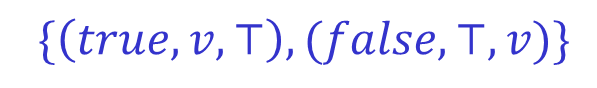 {(true, v, ⊤), (false, ⊤, v)}